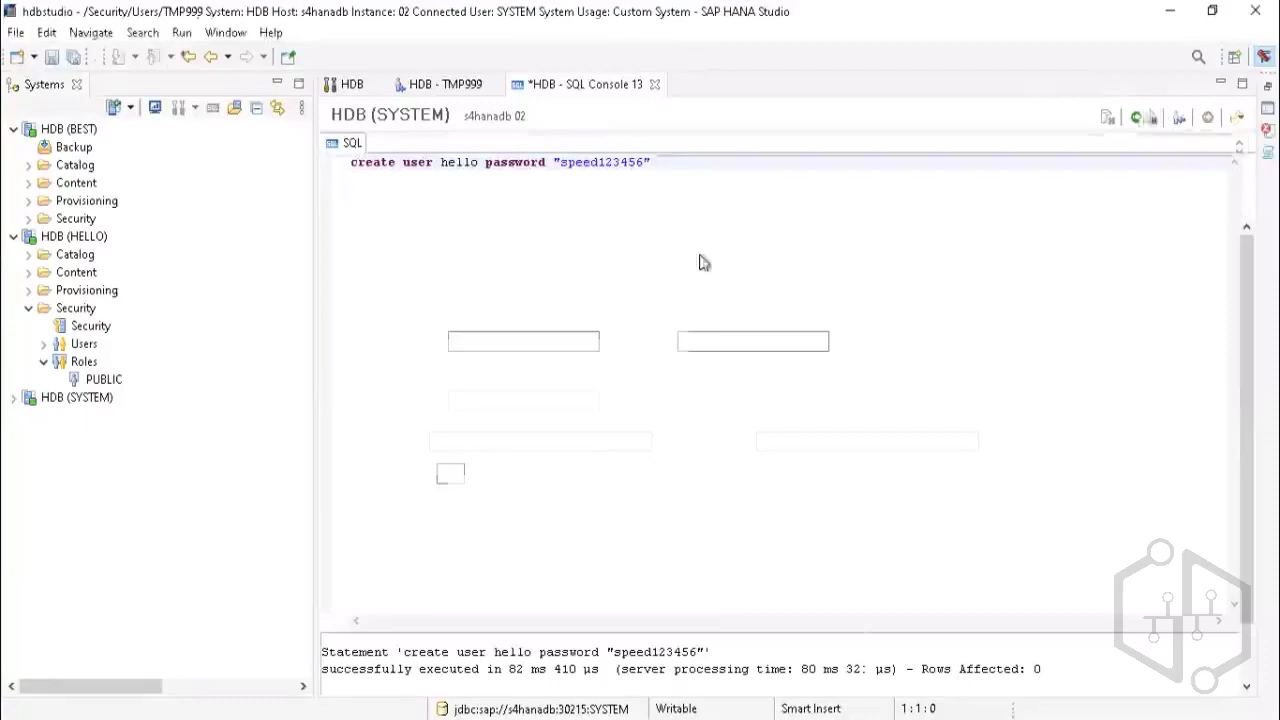 hdbstudio - /Security/Users/TMP999 System: HDB Host: s4hanadb Instance: 02 Connected User: SYSTEM System Usage: Custom System - SAP HANA Studio
File Edit Navigate Search Run Window Help
Systems
HDB
HDB - TMP999
*HDB - SQL Console 13
HDB (SYSTEM) s4hanadb 02
SQL
create user hello password "speed123456"
HDB (BEST)
Backup
Catalog
Content
Provisioning
Security
HDB (HELLO)
Catalog
Content
Provisioning
Security
Security
Users
Roles
PUBLIC
HDB (SYSTEM)
Statement 'create user hello password "speed123456"'
successfully executed in 82 ms 410 µs (server processing time: 80 ms 32 µs) - Rows Affected: 0
jdbc:sap://s4hanadb:30215:SYSTEM
Writable
Smart Insert
1 : 1 : 0